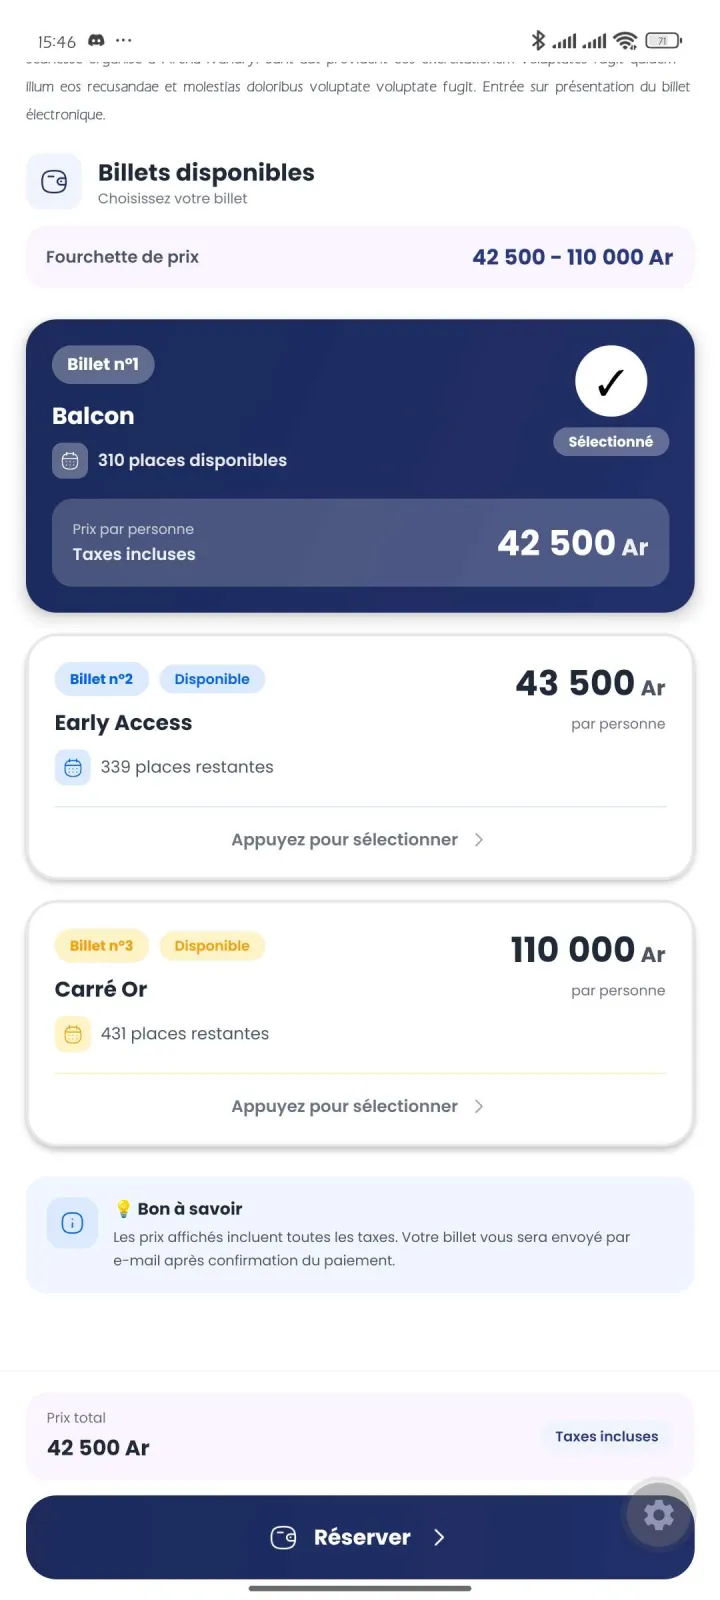 15:46
71
illum eos recusandae et molestias doloribus voluptate voluptate fugit. Entrée sur présentation du billet
électronique.
Billets disponibles
Choisissez votre billet
Fourchette de prix
42 500 - 110 000 Ar
Billet n°1
Balcon
310 places disponibles
✓
Sélectionné
Prix par personne
Taxes incluses
42 500 Ar
Billet n°2
Disponible
43 500 Ar
Early Access
par personne
339 places restantes
Appuyez pour sélectionner
Billet n°3
Disponible
110 000 Ar
Carré Or
par personne
431 places restantes
Appuyez pour sélectionner
💡 Bon à savoir
Les prix affichés incluent toutes les taxes. Votre billet vous sera envoyé par
e-mail après confirmation du paiement.
Prix total
42 500 Ar
Taxes incluses
Réserver